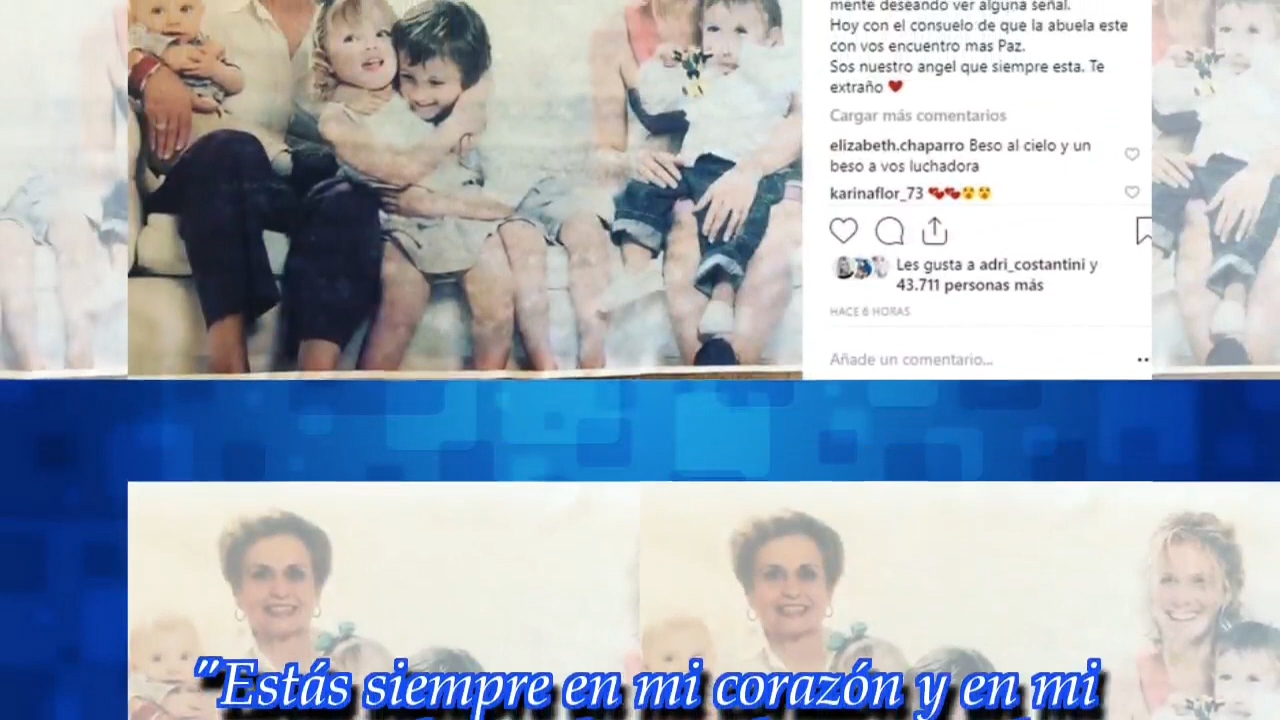 mente deseando ver alguna señal.
Hoy con el consuelo de que la abuela este
con vos encuentro mas Paz.
Sos nuestro angel que siempre esta. Te
extraño ❤
Cargar más comentarios
elizabeth.chaparro Beso al cielo y un
beso a vos luchadora
karinaflor_73 💕💕😵😵
Les gusta a adri_costantini y
43.711 personas más
HACE 6 HORAS
Añade un comentario...
"Estás siempre en mi corazón y en mi